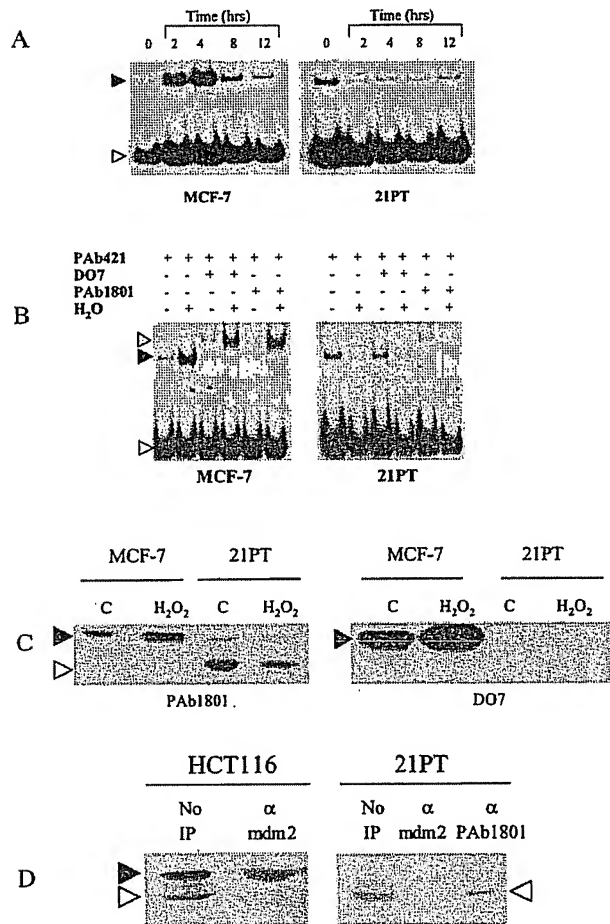 A
Time (hrs)
Time (hrs)
0 2 4 8 12
0 2 4 8 12
MCF-7
21PT
B
PAb421 + + + + + + + + + + + +
DO7 - - + + - - - - + + - -
PAb1801 - - - - + + - - - - + +
H₂O - + - + - + - + - + - +
MCF-7
21PT
C
MCF-7
21PT
MCF-7
21PT
C H₂O₂ C H₂O₂
C H₂O₂ C H₂O₂
PAb1801
DO7
D
HCT116
21PT
No α
IP mdm2
No α α
IP mdm2 PAb1801